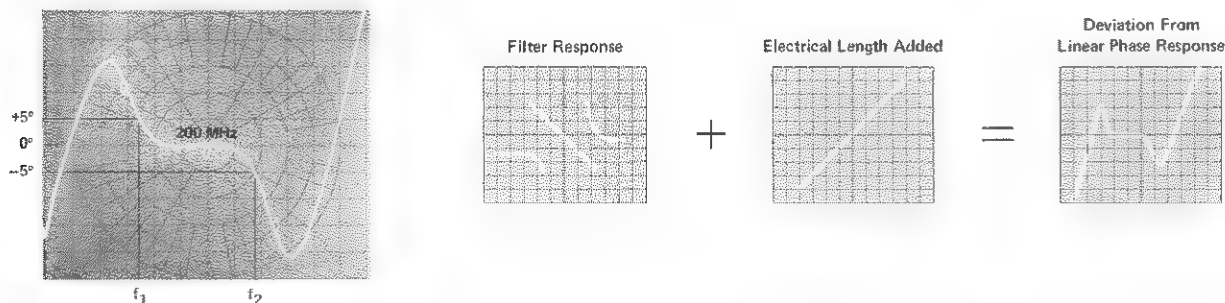 +5°
0°
−5°
200 MHz
f₁
f₂
Filter Response
+
Electrical Length Added
=
Deviation From
Linear Phase Response